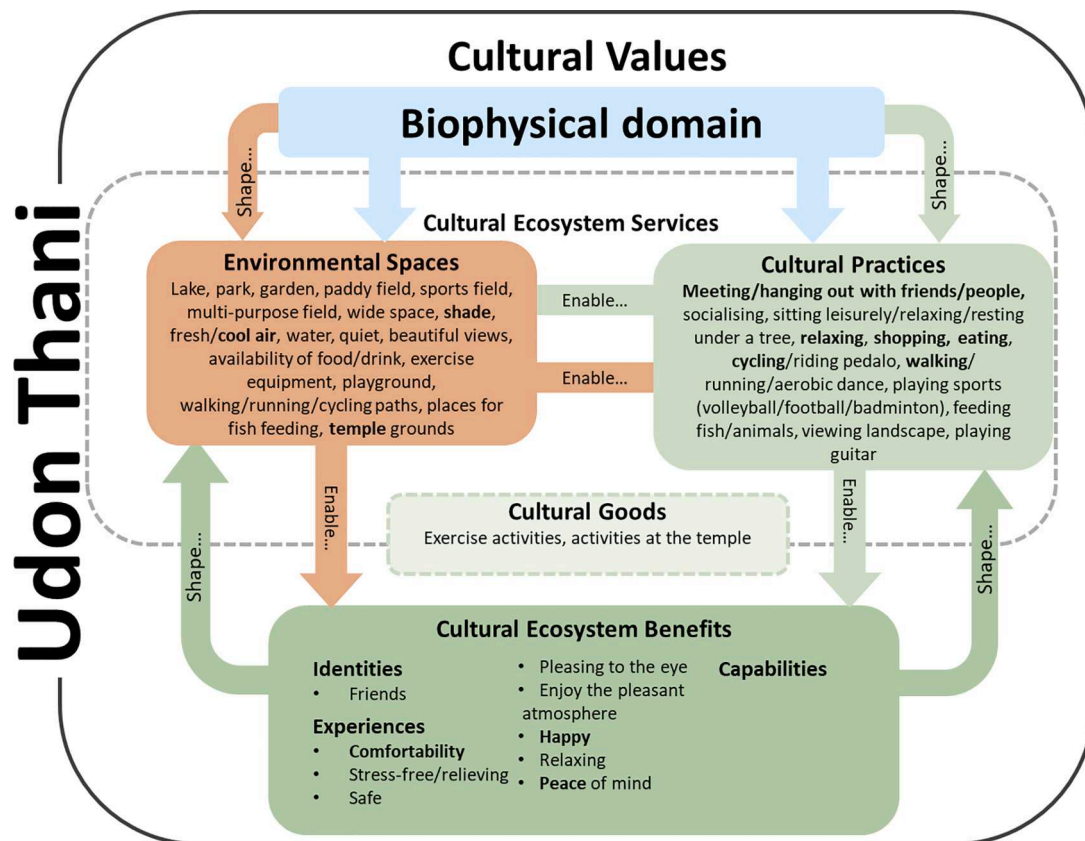 Udon Thani
Cultural Values
Biophysical domain
Shape...
Shape...
Cultural Ecosystem Services
Environmental Spaces
Lake, park, garden, paddy field, sports field,
multi-purpose field, wide space, shade,
fresh/cool air, water, quiet, beautiful views,
availability of food/drink, exercise
equipment, playground,
walking/running/cycling paths, places for
fish feeding, temple grounds
Enable...
Enable...
Cultural Practices
Meeting/hanging out with friends/people,
socialising, sitting leisurely/relaxing/resting
under a tree, relaxing, shopping, eating,
cycling/riding pedalo, walking/
running/aerobic dance, playing sports
(volleyball/football/badminton), feeding
fish/animals, viewing landscape, playing
guitar
Enable...
Enable...
Cultural Goods
Exercise activities, activities at the temple
Shape...
Shape...
Cultural Ecosystem Benefits
Identities
• Friends
Experiences
• Comfortability
• Stress-free/relieving
• Safe
• Pleasing to the eye
• Enjoy the pleasant
atmosphere
• Happy
• Relaxing
• Peace of mind
Capabilities